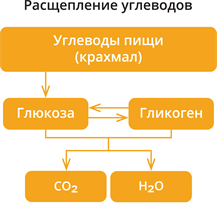 Расщепление углеводов
Углеводы пищи
(крахмал)
Глюкоза Гликоген
CO2 H2O